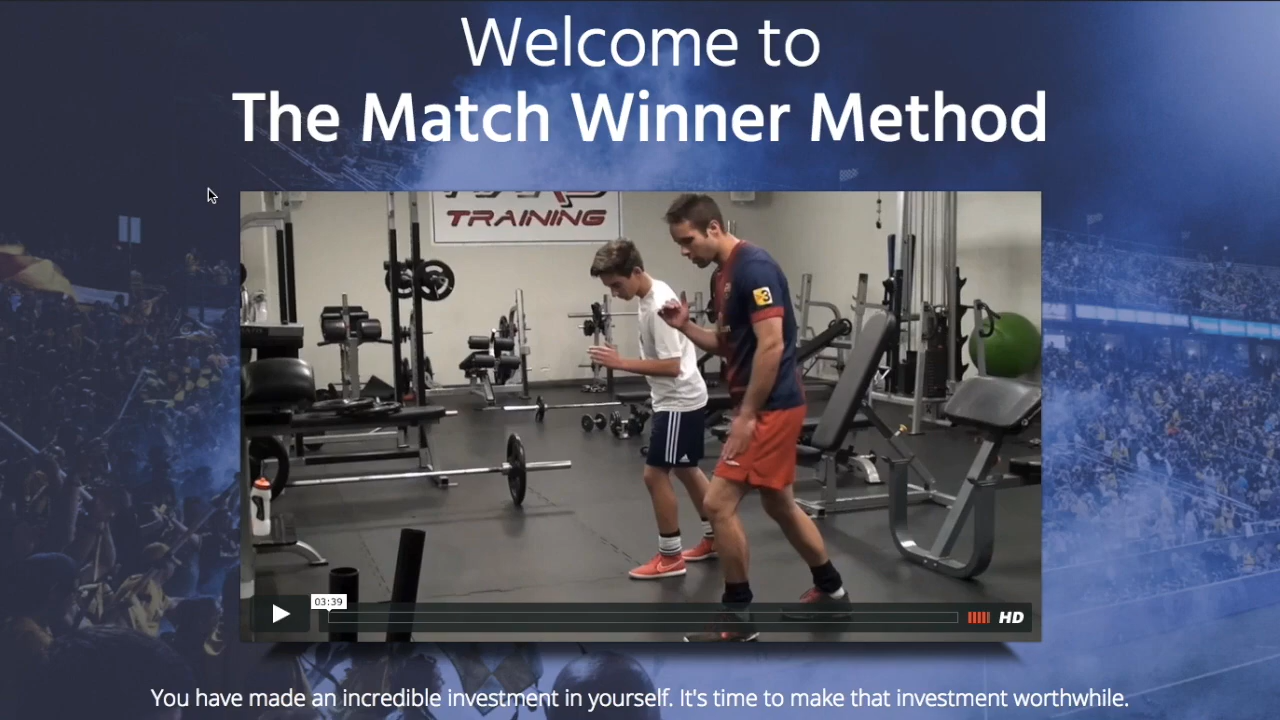 Welcome to
The Match Winner Method
TRAINING
3
03:39
HD
You have made an incredible investment in yourself. It's time to make that investment worthwhile.